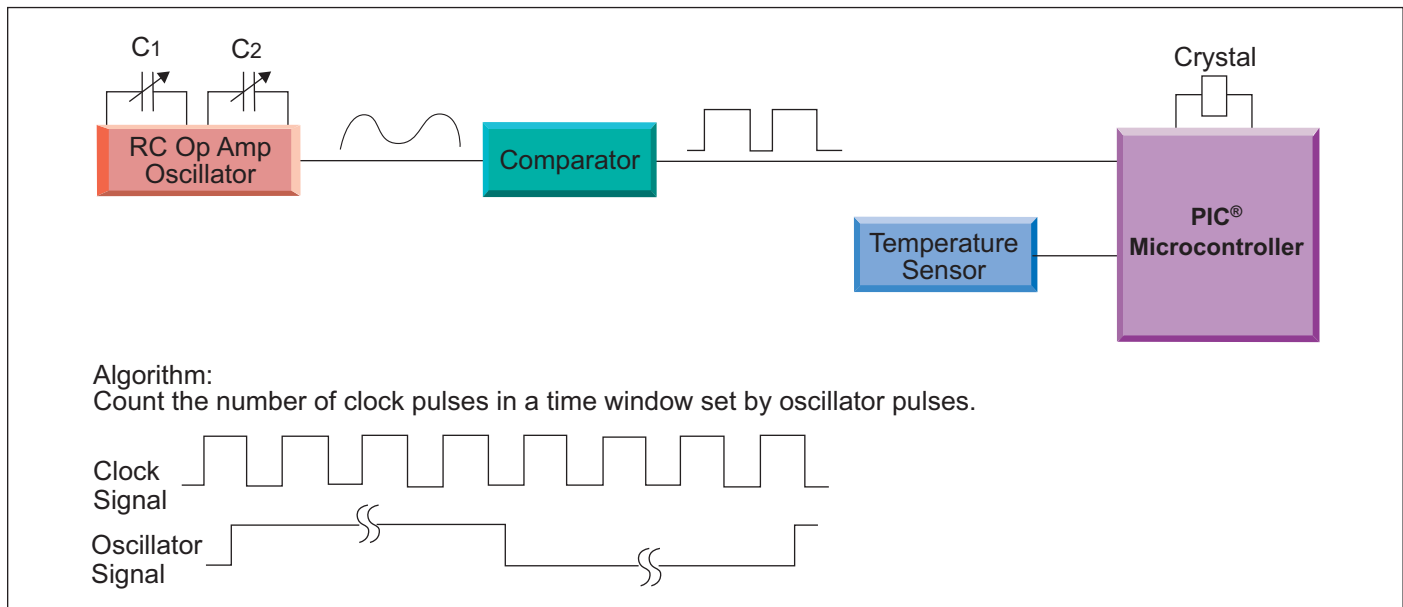 C1
C2
Crystal
RC Op Amp
Oscillator
Comparator
PIC®
Microcontroller
Temperature
Sensor
Algorithm:
Count the number of clock pulses in a time window set by oscillator pulses.
Clock
Signal
Oscillator
Signal